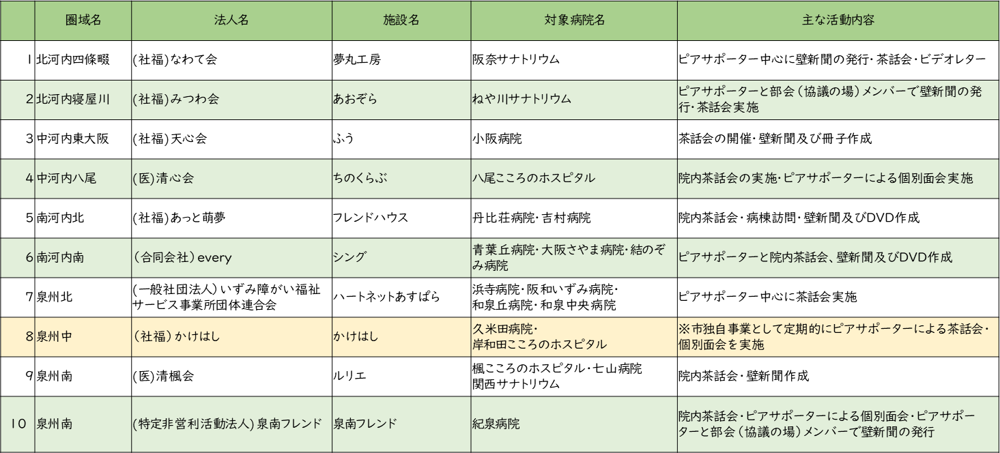 圏域名 法人名 施設名 対象病院名 主な活動内容
1 北河内四條畷 (社福)なわて会 夢丸工房 阪奈サナトリウム ピアサポーター中心に壁新聞の発行・茶話会・ビデオレター
2 北河内寝屋川 (社福)みつわ会 あおぞら ねや川サナトリウム ピアサポーターと部会（協議の場）メンバーで壁新聞の発
行・茶話会実施
3 中河内東大阪 (社福)天心会 ふう 小阪病院 茶話会の開催・壁新聞及び冊子作成
4 中河内八尾 (医)清心会 ちのくらぶ 八尾こころのホスピタル 院内茶話会の実施・ピアサポーターによる個別面会実施
5 南河内北 (社福)あっと萌夢 フレンドハウス 丹比荘病院・吉村病院 院内茶話会・病棟訪問・壁新聞及びDVD作成
6 南河内南 （合同会社）every シング 青葉丘病院・大阪さやま病院・結のぞ
み病院 ピアサポーターと院内茶話会、壁新聞及びDVD作成
7 泉州北 (一般社団法人）いずみ障がい福祉
サービス事業所団体連合会 ハートネットあすぱら 浜寺病院・阪和いずみ病院・
和泉丘病院・和泉中央病院 ピアサポーター中心に茶話会実施
8 泉州中 （社福）かけはし かけはし 久米田病院・
岸和田こころのホスピタル ※市独自事業として定期的にピアサポーターによる茶話会・
個別面会を実施
9 泉州南 (医)清楓会 ルリエ 楓こころのホスピタル・七山病院
関西サナトリウム 院内茶話会・壁新聞作成
10 泉州南 (特定非営利活動法人)泉南フレンド 泉南フレンド 紀泉病院 院内茶話会・ピアサポーターによる個別面会・ピアサポー
ターと部会（協議の場）メンバーで壁新聞の発行